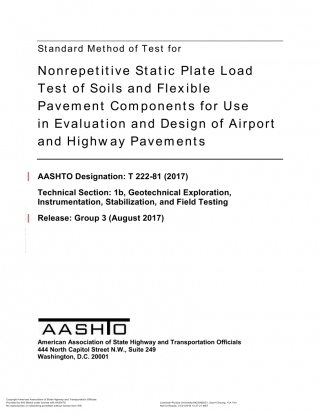 Standard Method of Test for
Nonrepetitive Static Plate Load
Test of Soils and Flexible
Pavement Components for Use
in Evaluation and Design of Airport
and Highway Pavements
AASHTO Designation: T 222-81 (2017)
Technical Section: 1b, Geotechnical Exploration,
Instrumentation, Stabilization, and Field Testing
Release: Group 3 (August 2017)
AASHTO
American Association of State Highway and Transportation Officials
444 North Capitol Street N.W., Suite 249
Washington, D.C. 20001